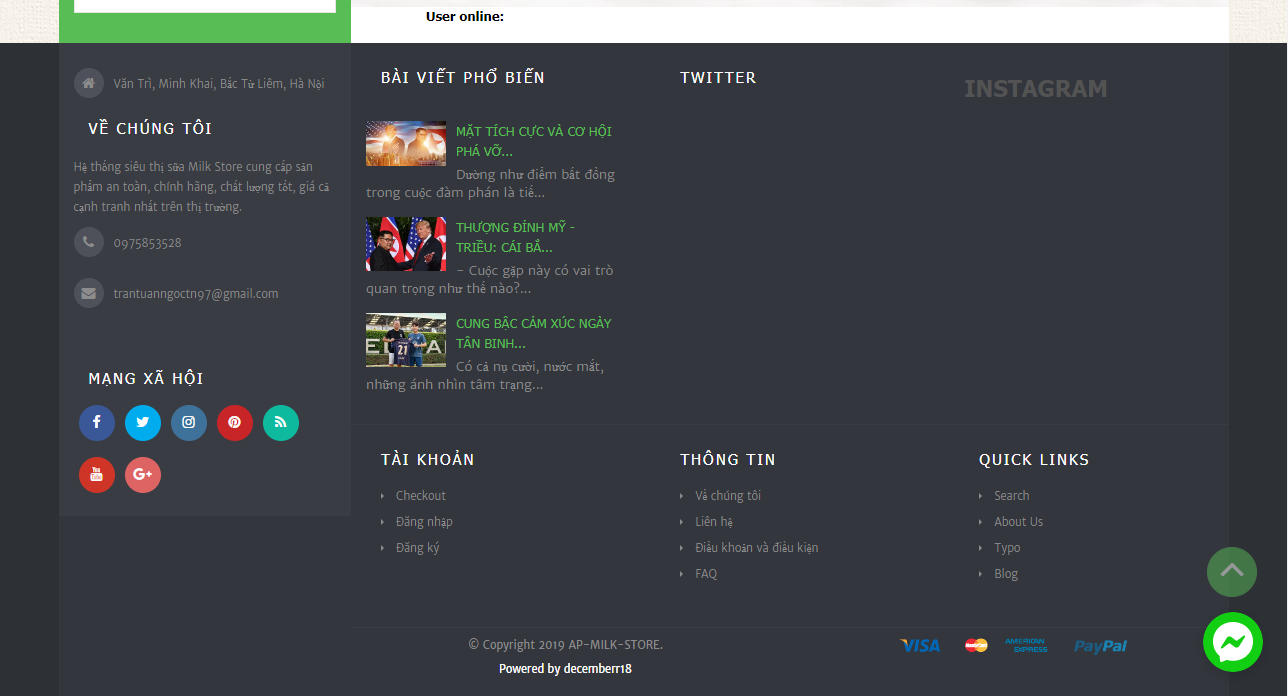 User online:
Văn Trì, Minh Khai, Bắc Từ Liêm, Hà Nội
VỀ CHÚNG TÔI
Hệ thống siêu thị sữa Milk Store cung cấp sản
phẩm an toàn, chính hãng, chất lượng tốt, giá cả
cạnh tranh nhất trên thị trường.
0975853528
trantuanngoctn97@gmail.com
MẠNG XÃ HỘI
BÀI VIẾT PHỔ BIẾN
MẶT TÍCH CỰC VÀ CƠ HỘI
PHÁ VỠ...
Dường như điểm bất đồng
trong cuộc đàm phán là tiế...
THƯỢNG ĐỈNH MỸ -
TRIỀU: CÁI BẮ...
- Cuộc gặp này có vai trò
quan trọng như thế nào?...
CUNG BẬC CẢM XÚC NGÀY
TÂN BINH...
Có cả nụ cười, nước mắt,
những ánh nhìn tâm trạng...
TWITTER
INSTAGRAM
TÀI KHOẢN
Checkout
Đăng nhập
Đăng ký
THÔNG TIN
Về chúng tôi
Liên hệ
Điều khoản và điều kiện
FAQ
QUICK LINKS
Search
About Us
Typo
Blog
© Copyright 2019 AP-MILK-STORE.
Powered by decemberr18
VISA
MasterCard
AMERICAN
EXPRESS
PayPal